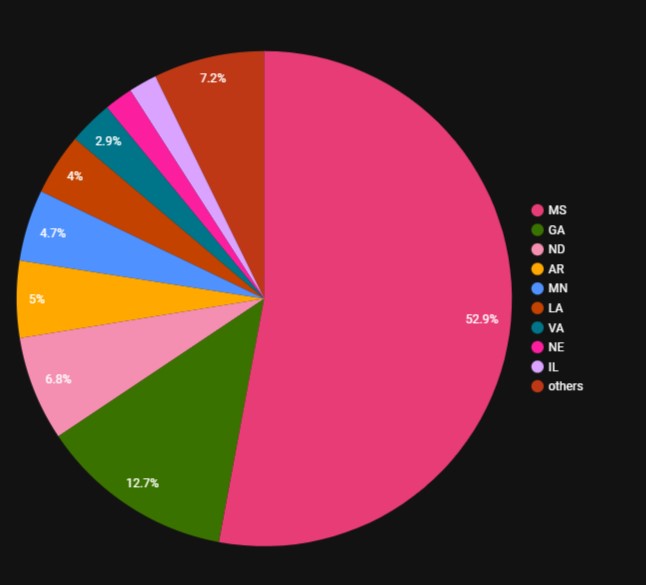 7.2%
2.9%
4%
4.7%
5%
6.8%
12.7%
52.9%
MS
GA
ND
AR
MN
LA
VA
NE
IL
others